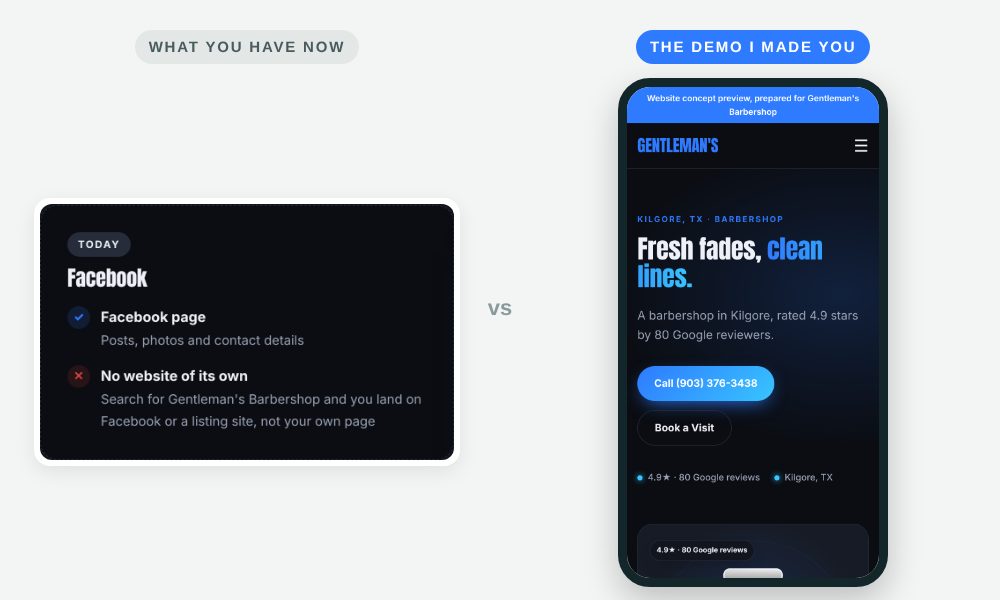 WHAT YOU HAVE NOW
TODAY
Facebook
Facebook page
Posts, photos and contact details
No website of its own
Search for Gentleman's Barbershop and you land on
Facebook or a listing site, not your own page
vs
THE DEMO I MADE YOU
Website concept preview, prepared for Gentleman's
Barbershop
GENTLEMAN'S
KILGORE, TX · BARBERSHOP
Fresh fades, clean
lines.
A barbershop in Kilgore, rated 4.9 stars
by 80 Google reviewers.
Call (903) 376-3438
Book a Visit
4.9★ · 80 Google reviews
Kilgore, TX
4.9★ · 80 Google reviews